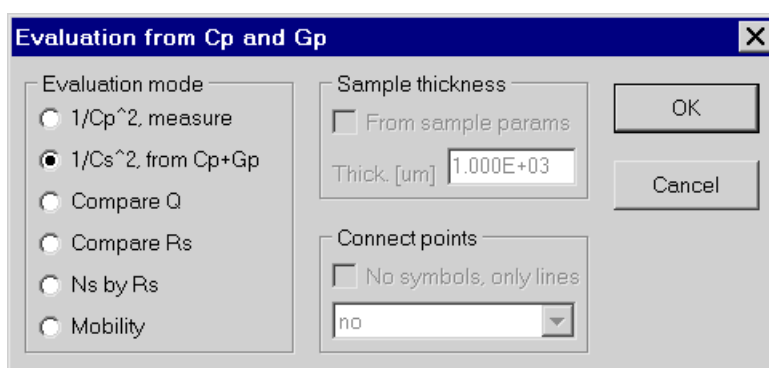 Evaluation from Cp and Gp
Evaluation mode
1/Cp^2, measure
1/Cs^2, from Cp+Gp
Compare Q
Compare Rs
Ns by Rs
Mobility
Sample thickness
From sample params
Thick. [um] 1.000E+03
Connect points
No symbols, only lines
no
OK
Cancel